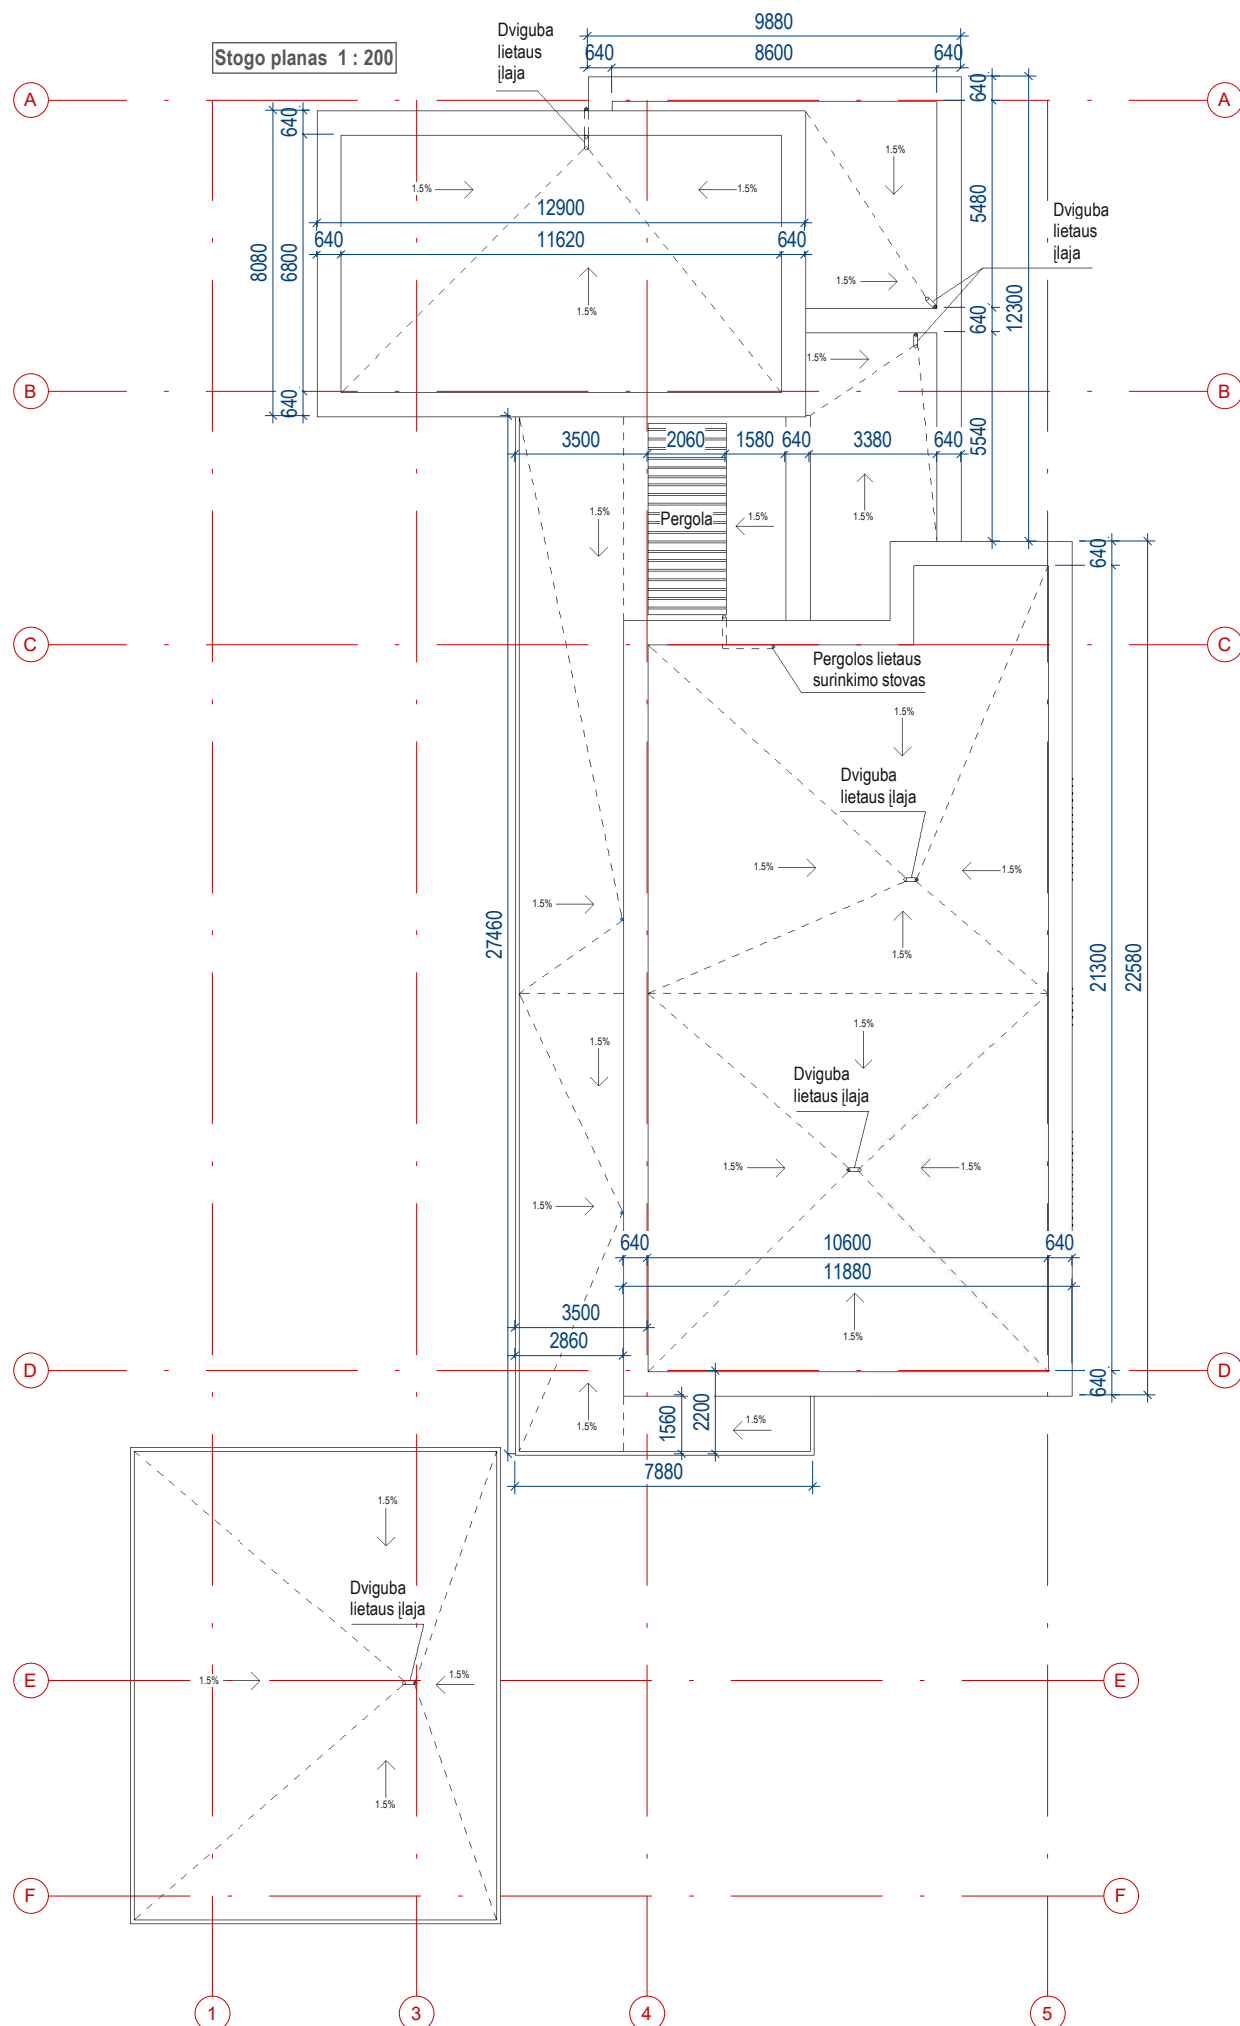 Stogo planas 1 : 200
Dviguba
lietaus
įlaja
9880
640
8600
640
A
A
640
640
1.5%
1.5%
1.5%
5480
Dviguba
lietaus
įlaja
12900
640
11620
640
8080
6800
1.5%
1.5%
640
12300
1.5%
B
B
640
3500
2060
1580
640
3380
640
5540
1.5%
Pergola
1.5%
1.5%
640
C
C
Pergolos lietaus
surinkimo stovas
1.5%
Dviguba
lietaus įlaja
1.5%
1.5%
1.5%
27460
1.5%
21300
22580
1.5%
1.5%
Dviguba
lietaus įlaja
1.5%
1.5%
1.5%
640
10600
640
11880
3500
1.5%
2860
D
D
640
1.5%
1560
2200
1.5%
7880
1.5%
Dviguba
lietaus įlaja
E
1.5%
1.5%
E
1.5%
F
F
1
3
4
5